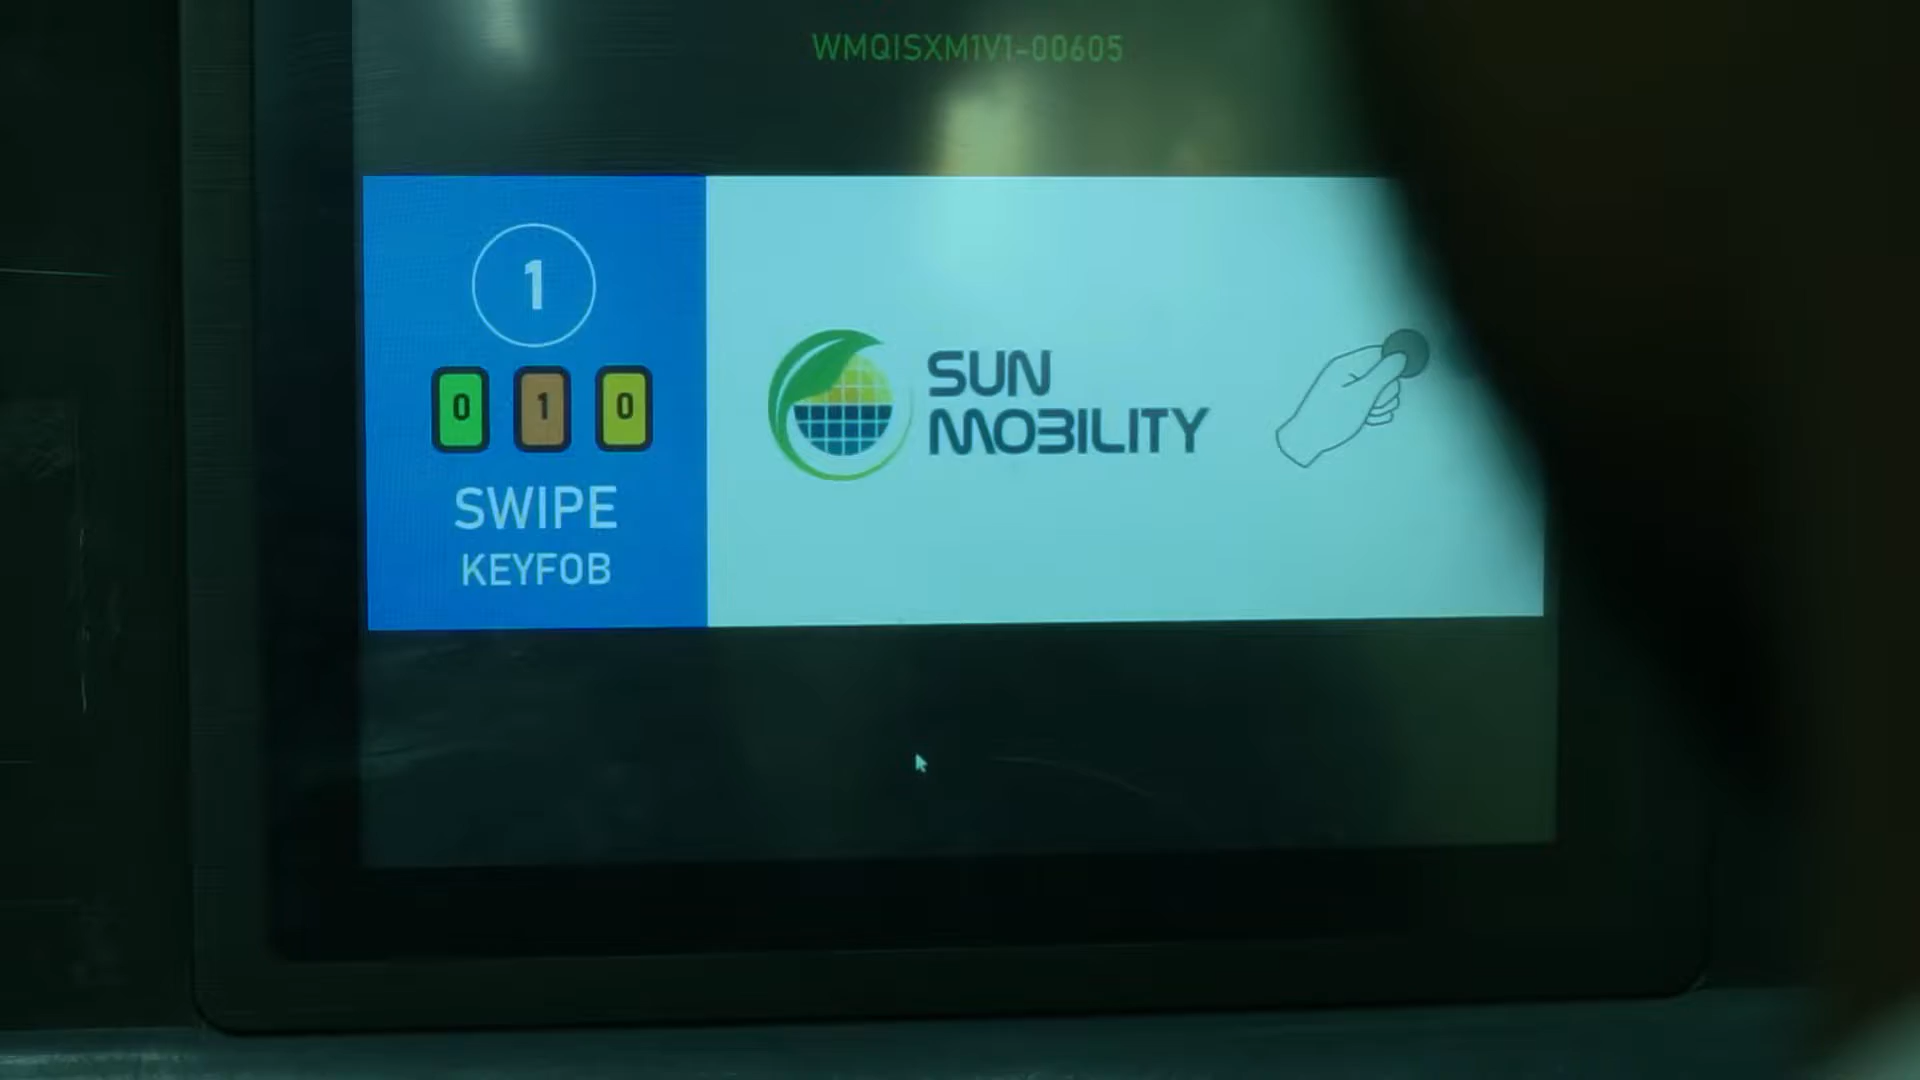 WMQISXM1V1-00605
1
0 1 0
SWIPE
KEYFOB
SUN
MOBILITY